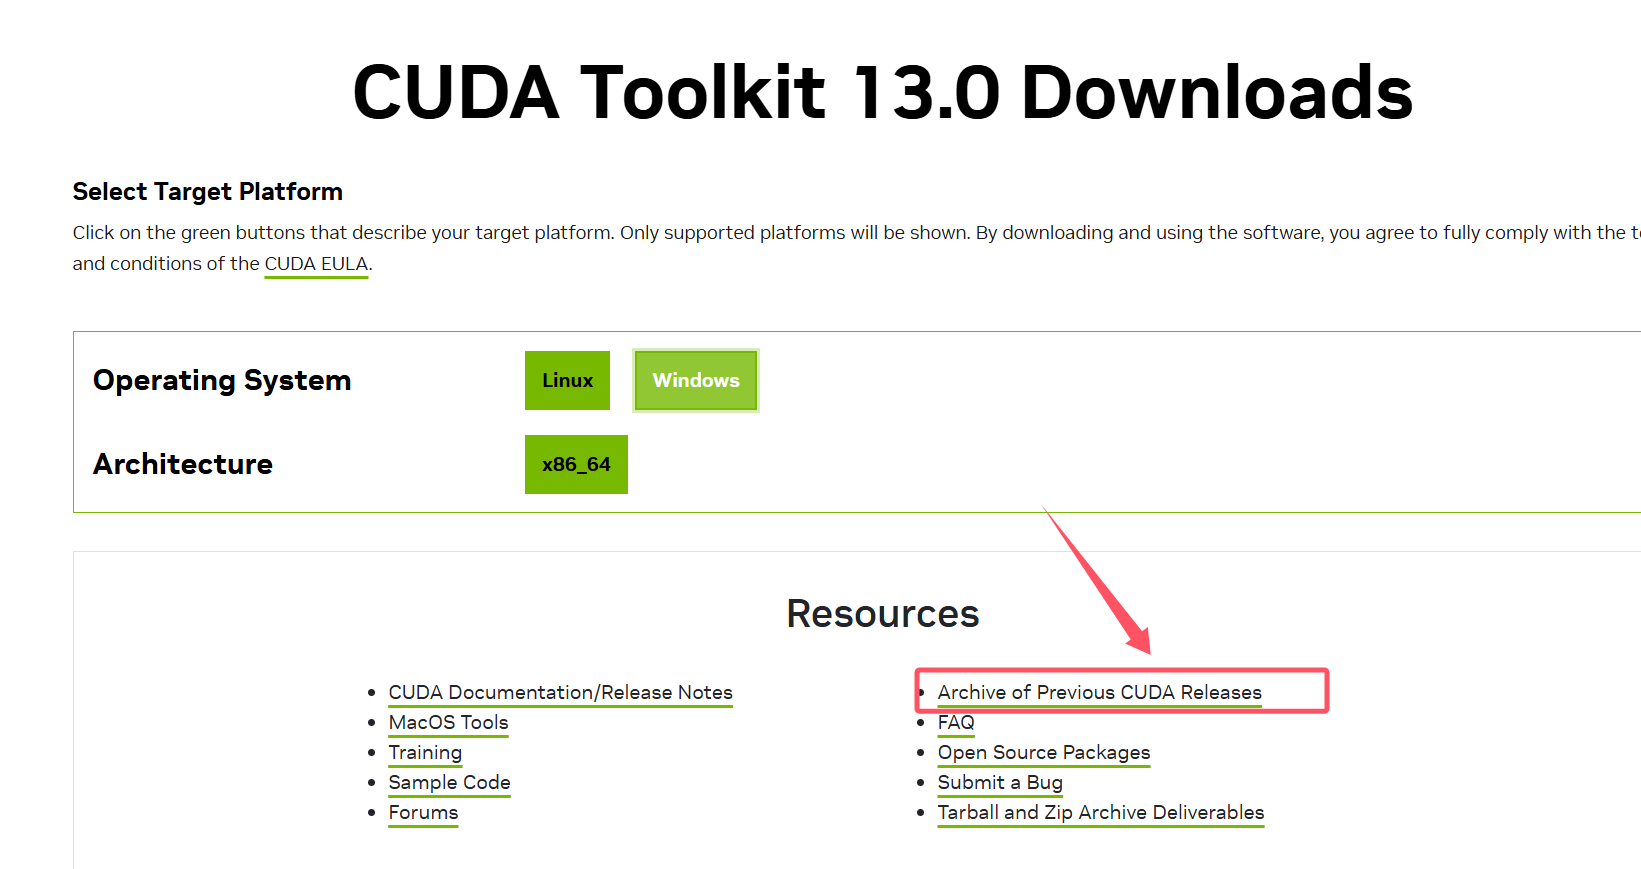 CUDA Toolkit 13.0 Downloads
Select Target Platform
Click on the green buttons that describe your target platform. Only supported platforms will be shown. By downloading and using the software, you agree to fully comply with the
and conditions of the CUDA EULA.
Operating System
Linux
Windows
Architecture
x86_64
Resources
CUDA Documentation/Release Notes
MacOS Tools
Training
Sample Code
Forums
Archive of Previous CUDA Releases
FAQ
Open Source Packages
Submit a Bug
Tarball and Zip Archive Deliverables